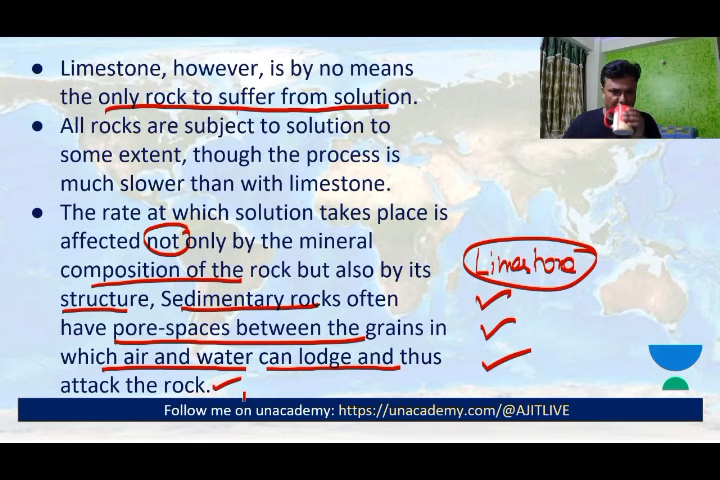 ● Limestone, however, is by no means
the only rock to suffer from solution.
● All rocks are subject to solution to
some extent, though the process is
much slower than with limestone.
● The rate at which solution takes place is
affected not only by the mineral
composition of the rock but also by its
structure, Sedimentary rocks often
have pore-spaces between the grains in
which air and water can lodge and thus
attack the rock.
Limestone
Follow me on unacademy: https://unacademy.com/@AJITLIVE